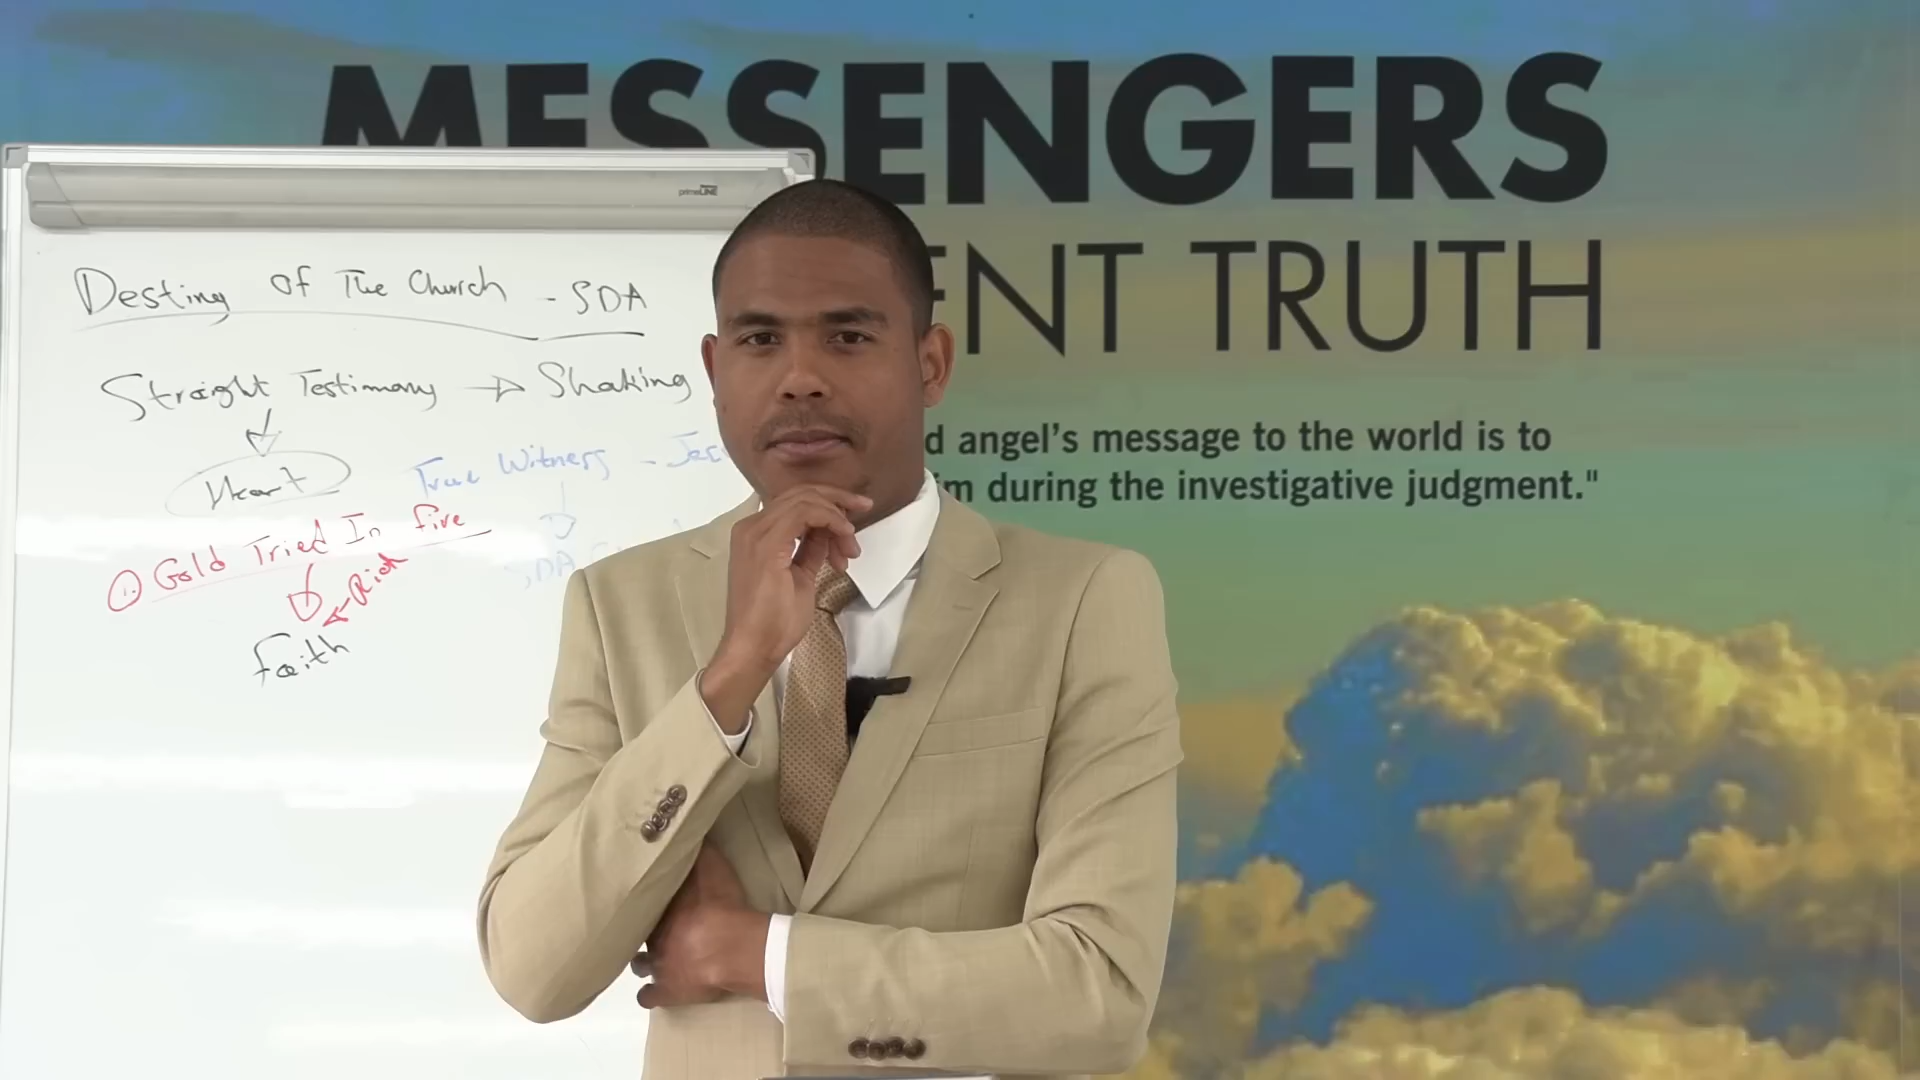 MESSENGERS
ENT TRUTH
d angel's message to the world is to
m during the investigative judgment."
primeLINE
Destiny of The Church - SDA
Straight Testimony → Shaking
Heart
True Witness -
1. Gold Tried In fire
Rich
faith